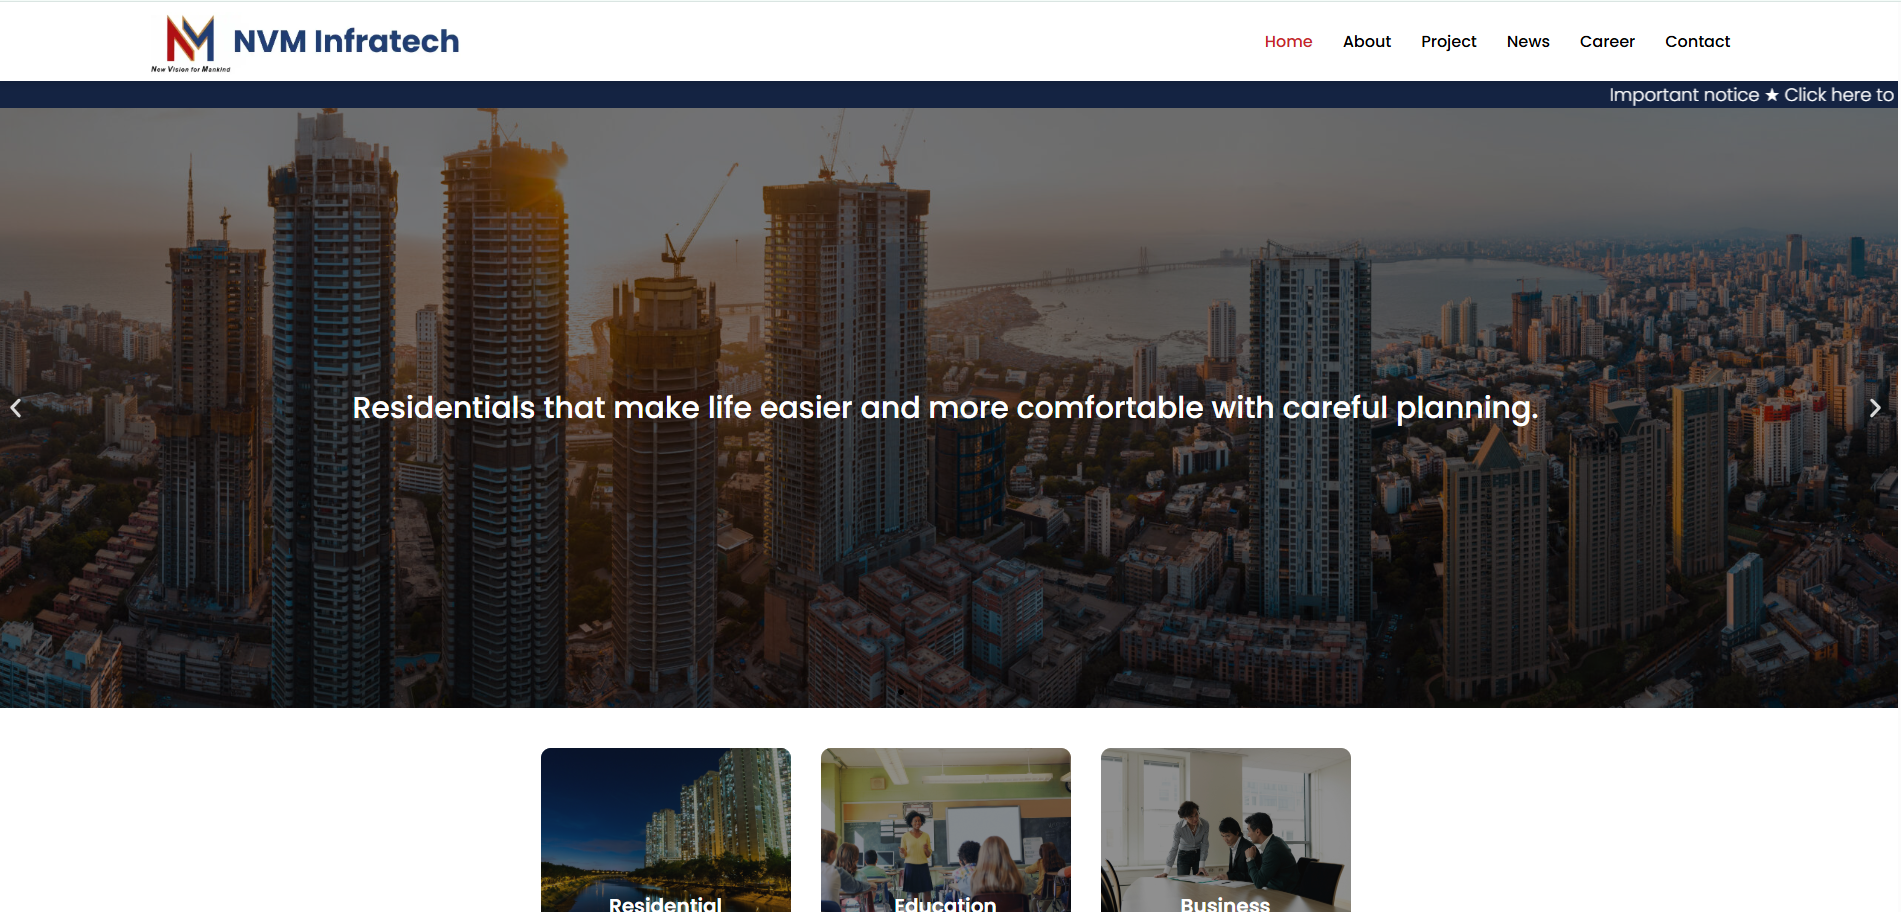 New Vision for Mankind
NVM Infratech
Home
About
Project
News
Career
Contact
Important notice ★ Click here to
Residentials that make life easier and more comfortable with careful planning.
Residential
Education
Business